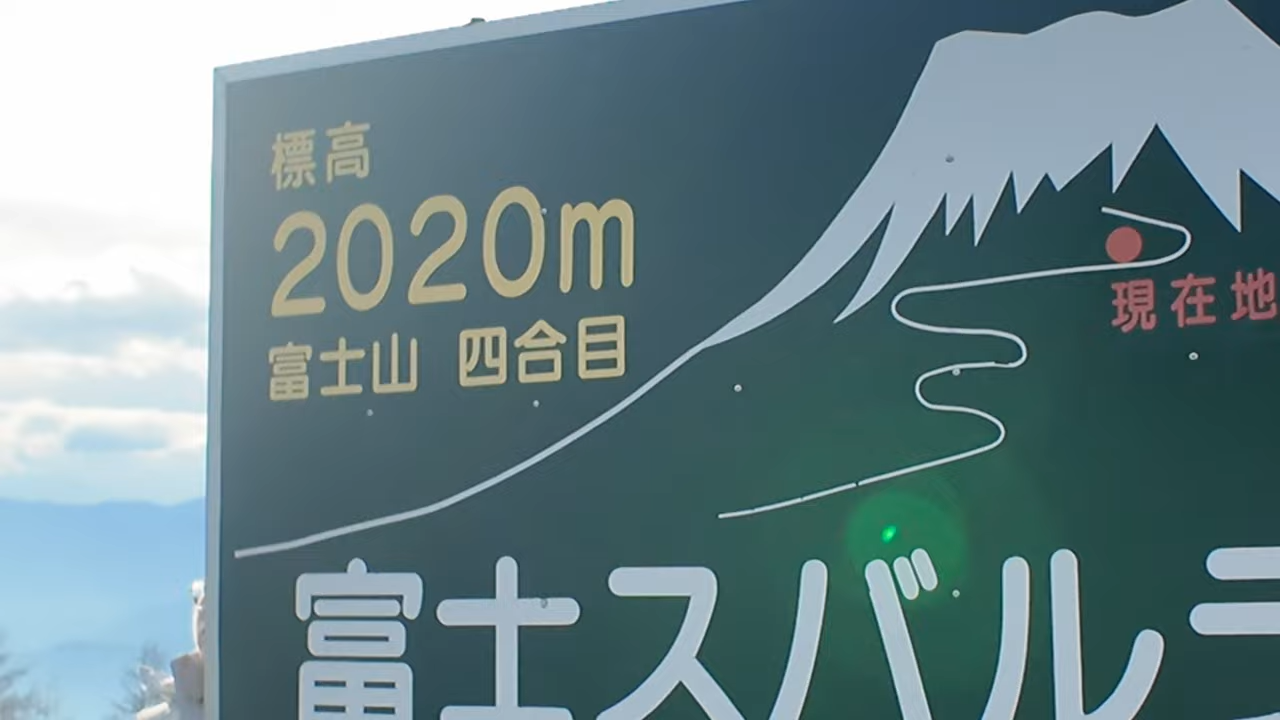 標高
2020m
富士山 四合目
現在地
富士スバル